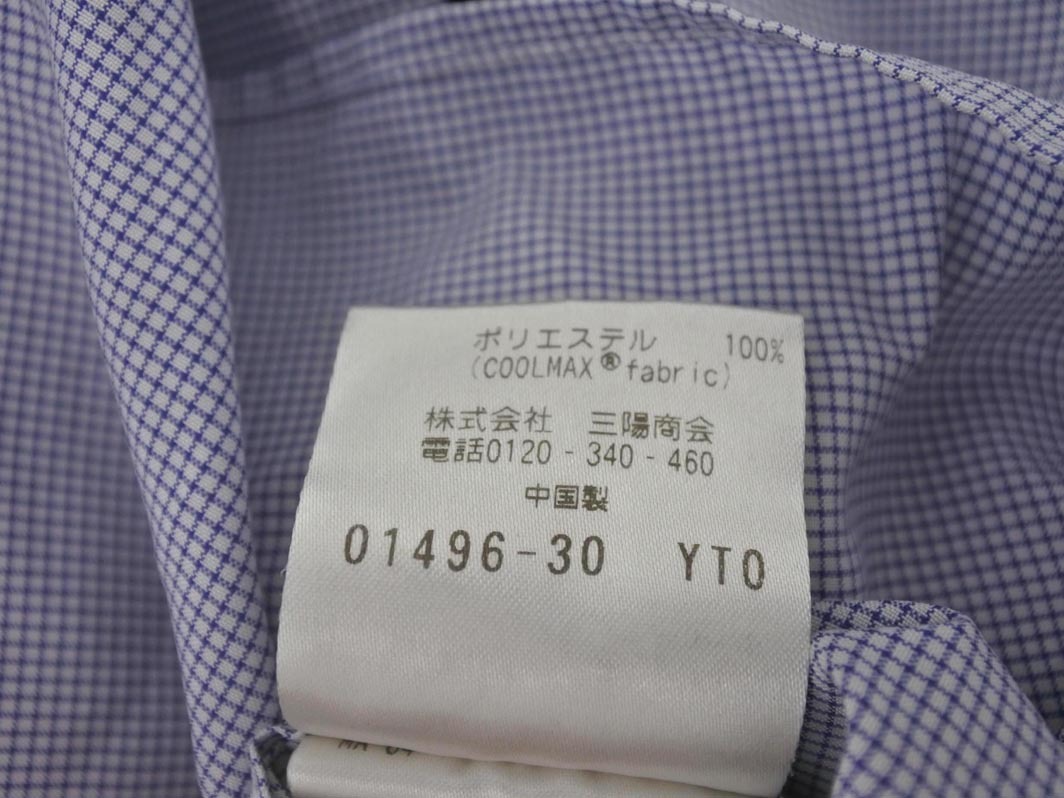 ポリエステル 100%
(COOLMAX®fabric)
株式会社 三陽商会
電話0120-340-460
中国製
01496-30 YTO